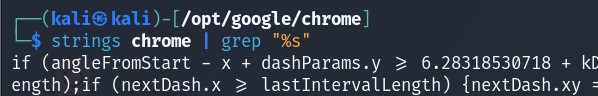 ┌──(kali㉿kali)-[/opt/google/chrome]
└─$ strings chrome | grep "%s"
if (angleFromStart - x + dashParams.y ≥ 6.28318530718 + kD
ength);if (nextDash.x ≥ lastIntervalLength) {nextDash.xy =